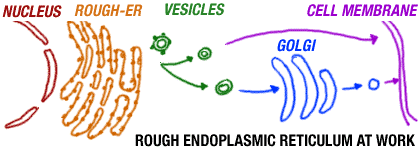 NUCLEUS ROUGH-ER VESICLES CELL MEMBRANE
GOLGI
ROUGH ENDOPLASMIC RETICULUM AT WORK